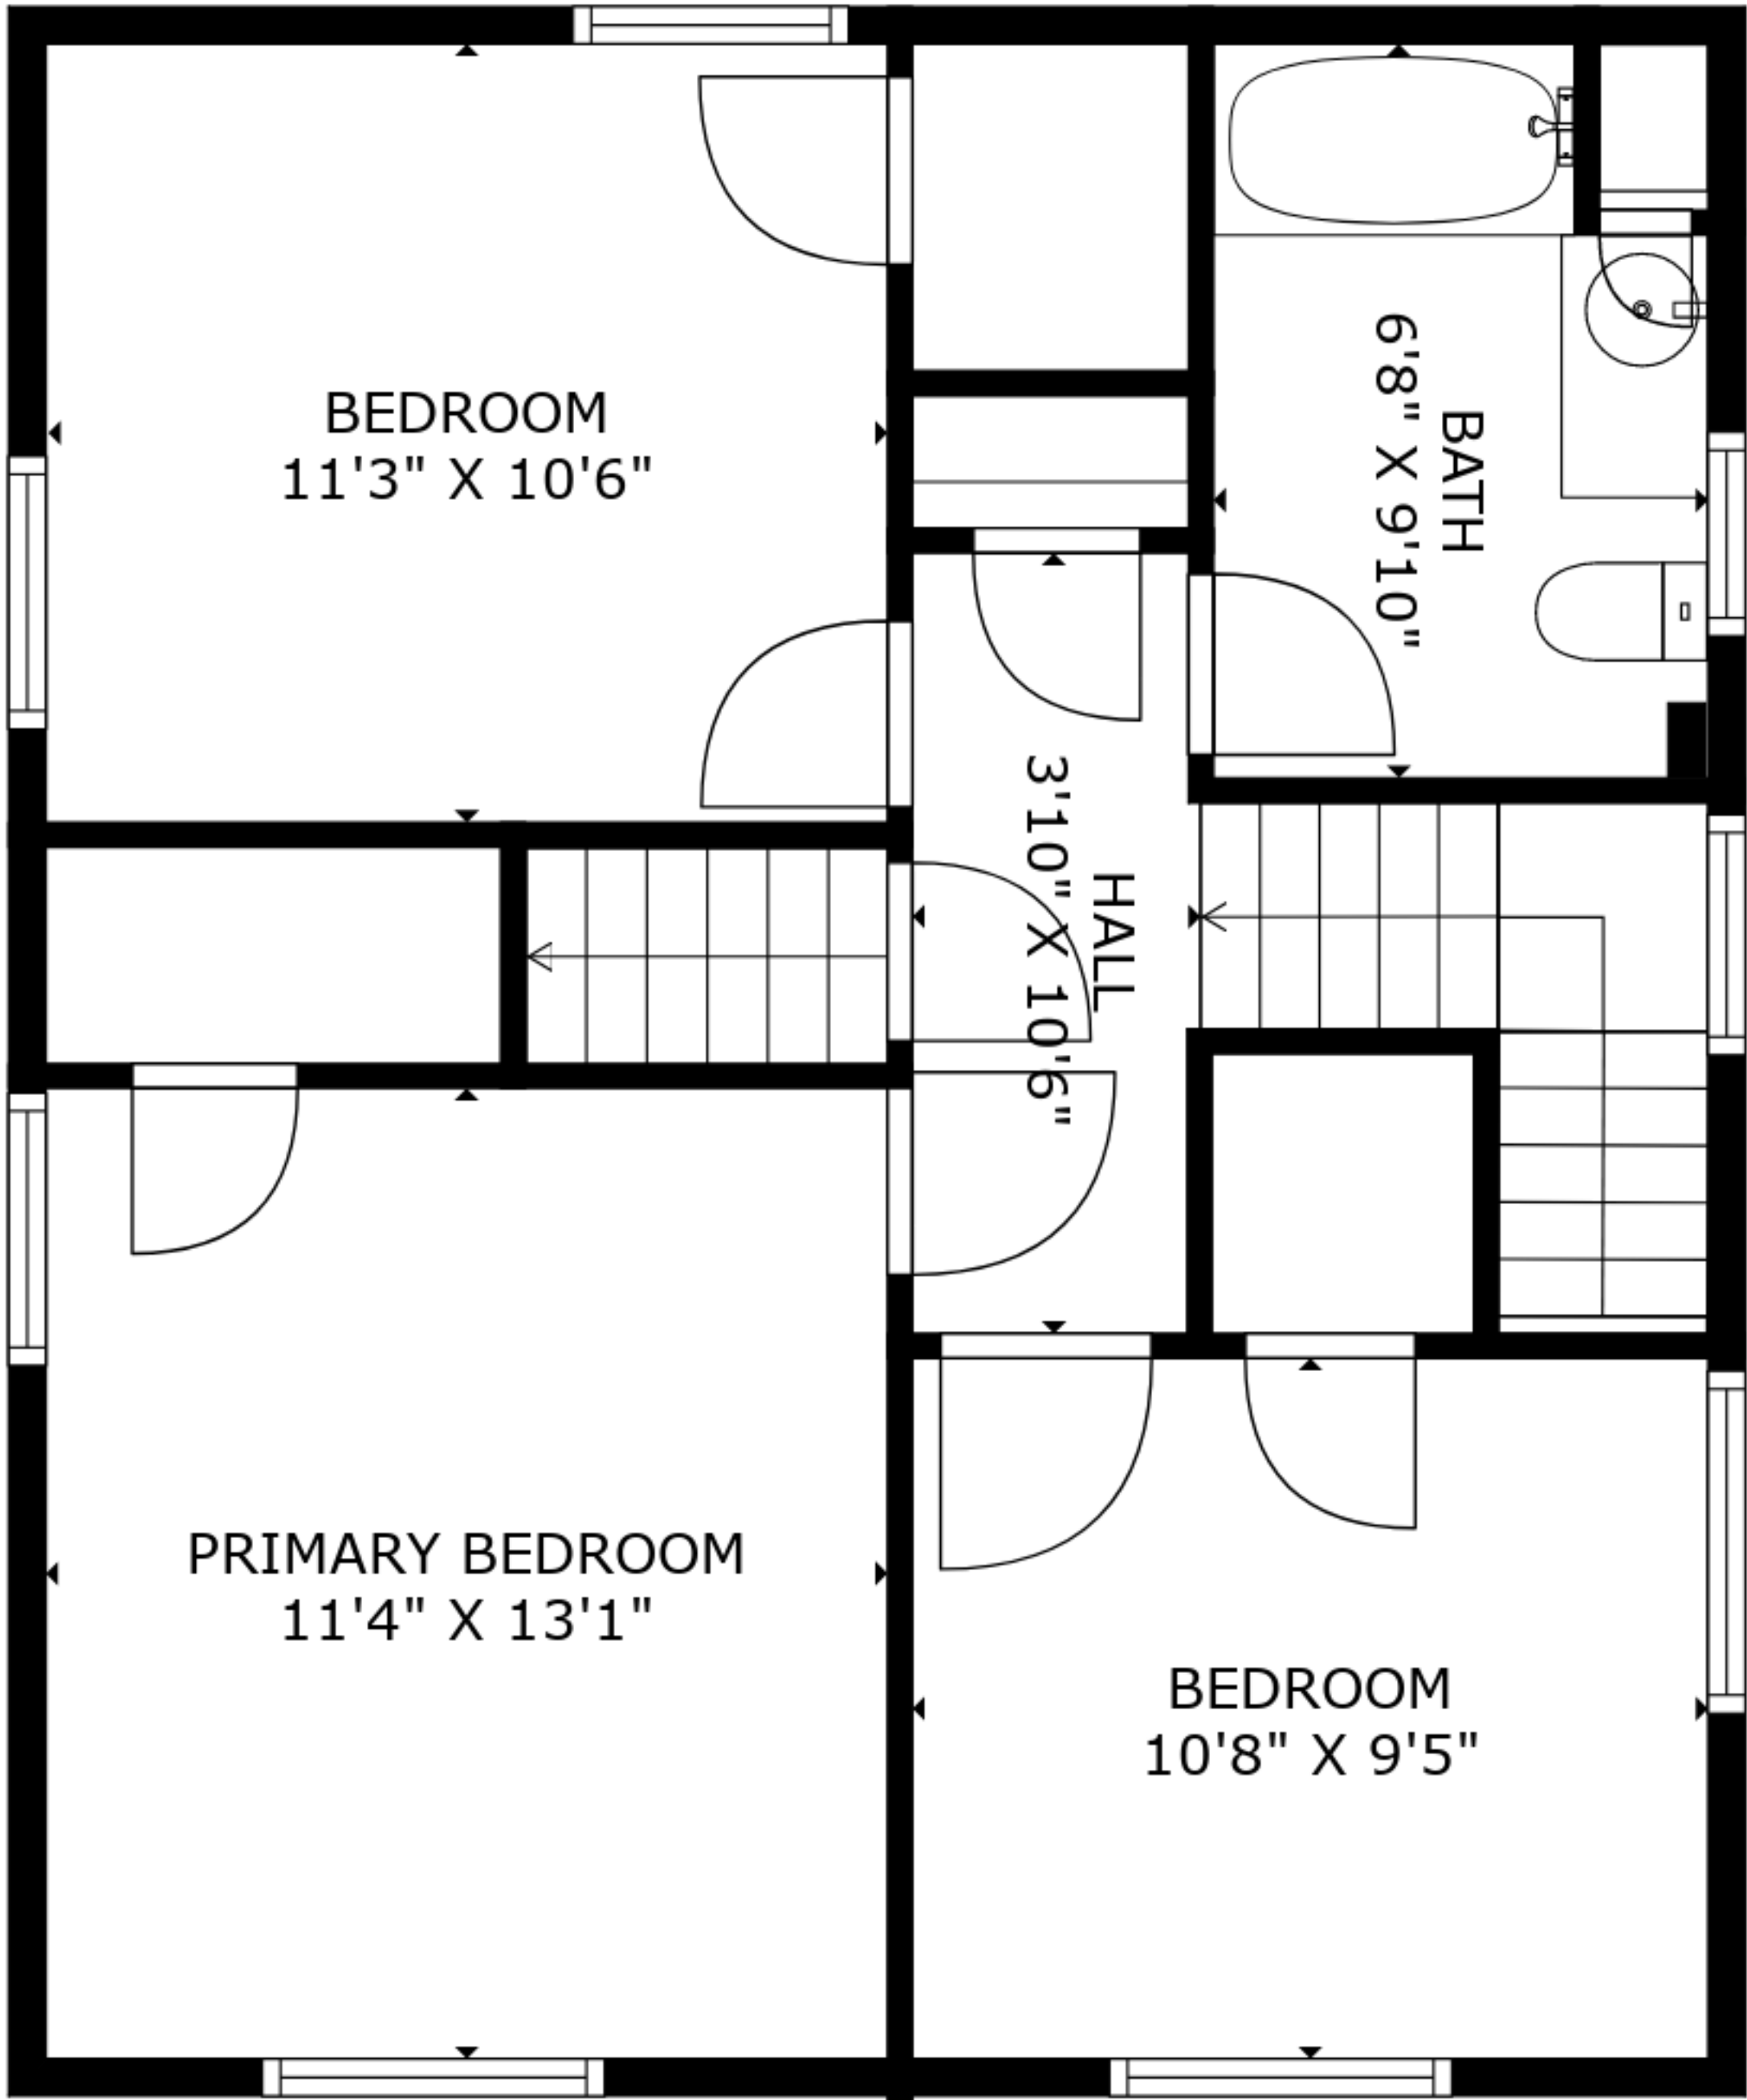 BEDROOM
11'3" X 10'6"
BATH
6'8" X 9'10"
HALL
3'10" X 10'6"
PRIMARY BEDROOM
11'4" X 13'1"
BEDROOM
10'8" X 9'5"